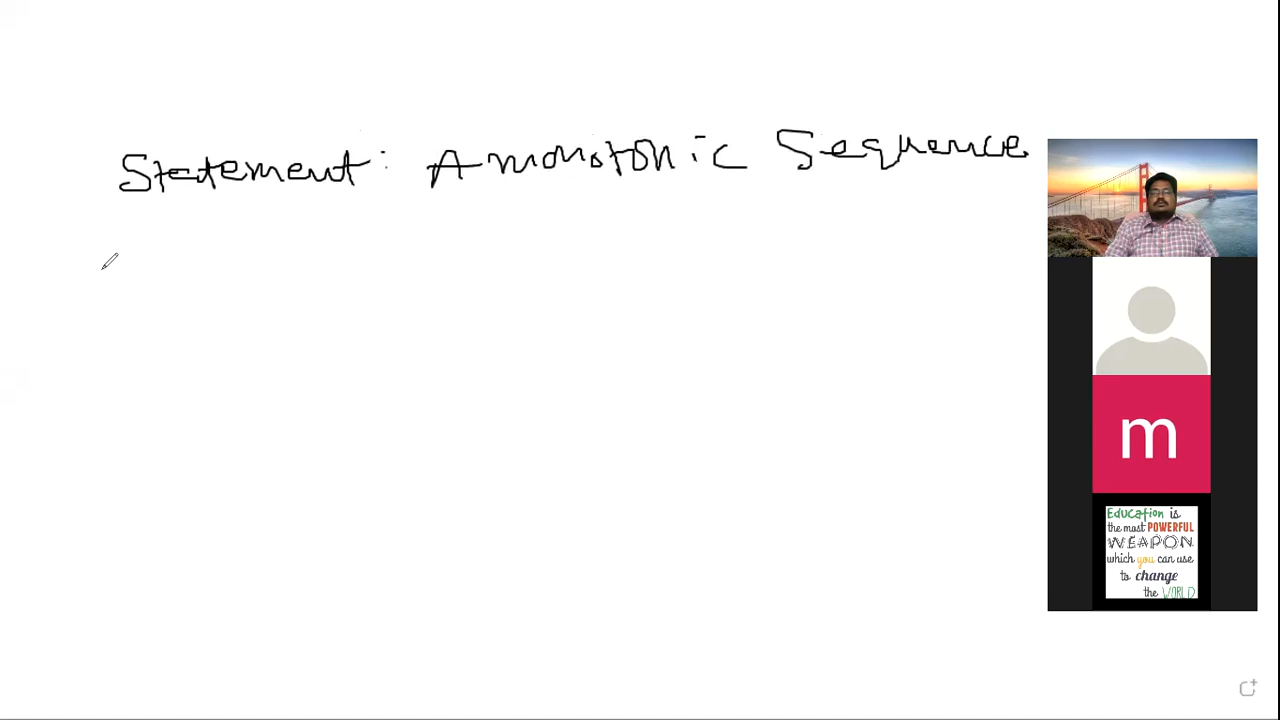 Statement: A monotonic Sequence
m
Education is
the most POWERFUL
WEAPON
which you can use
to change
the WORLD